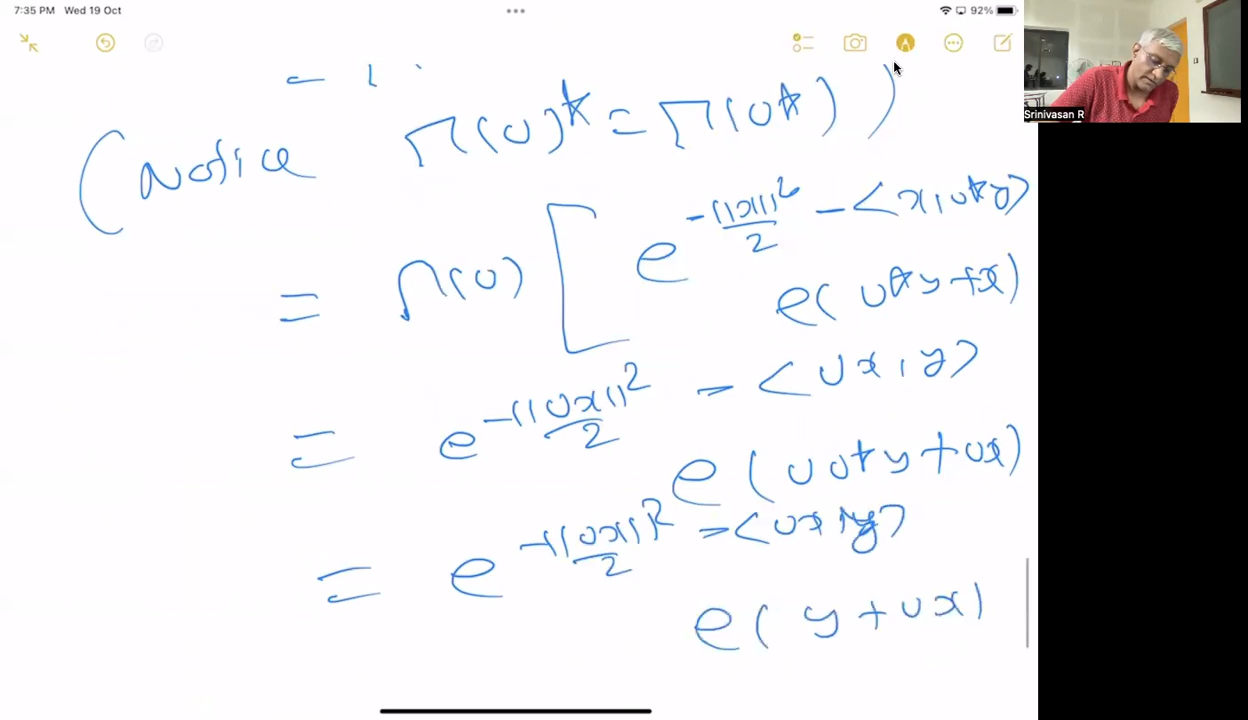 7:35 PM Wed 19 Oct
92%
Srinivasan R
(Notice Γ(U)* = Γ(U*))
= Γ(U) [ e^{-||x||²/2 - <x, U*y>}
e(U*y + x)
= e^{-||Ux||²/2 - <Ux, y>}
e(UU*y + Ux)
= e^{-||Ux||²/2 - <Ux, y>}
e(y + Ux)